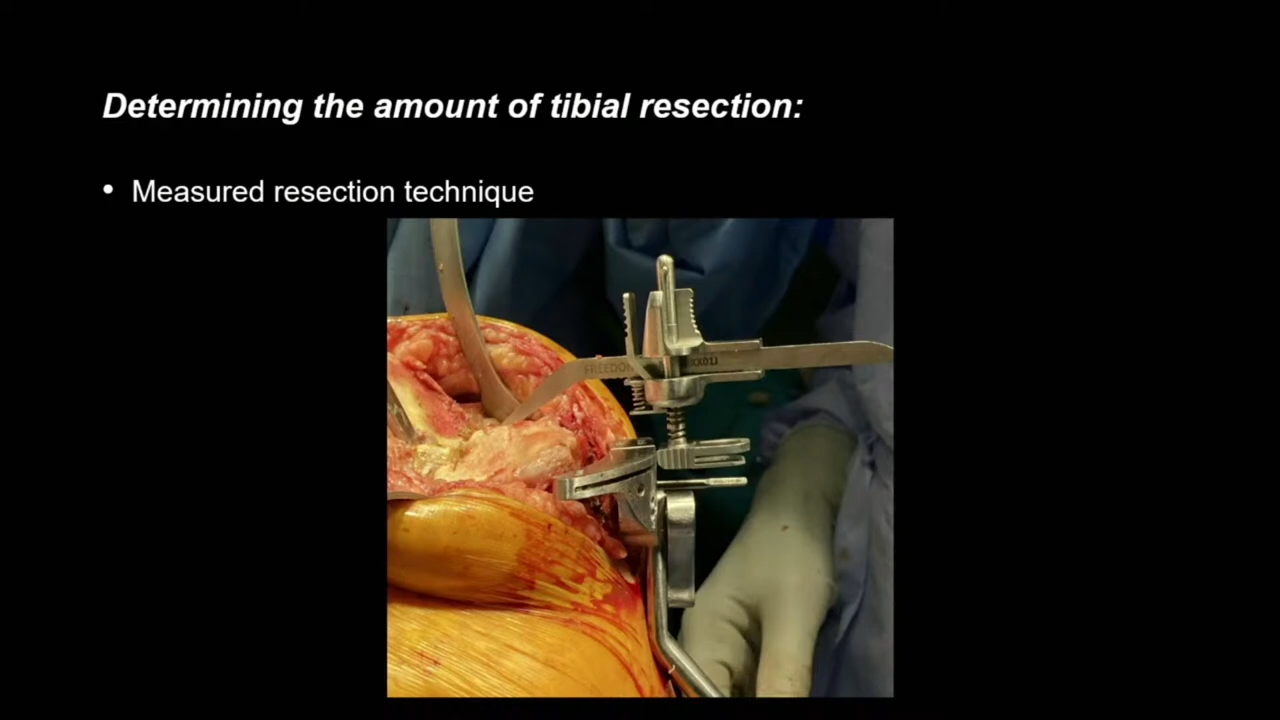 Determining the amount of tibial resection:
• Measured resection technique